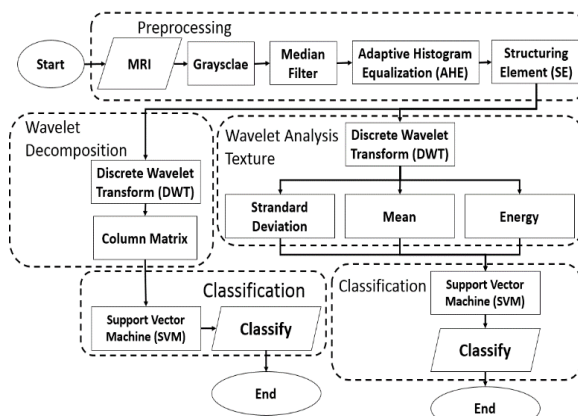 Preprocessing
Start
MRI
Graysclae
Median
Filter
Adaptive Histogram
Equalization (AHE)
Structuring
Element (SE)
Wavelet
Decomposition
Discrete Wavelet
Transform (DWT)
Column Matrix
Wavelet Analysis
Texture
Discrete Wavelet
Transform (DWT)
Strandard
Deviation
Mean
Energy
Classification
Support Vector
Machine (SVM)
Classify
End
Classification
Support Vector
Machine (SVM)
Classify
End